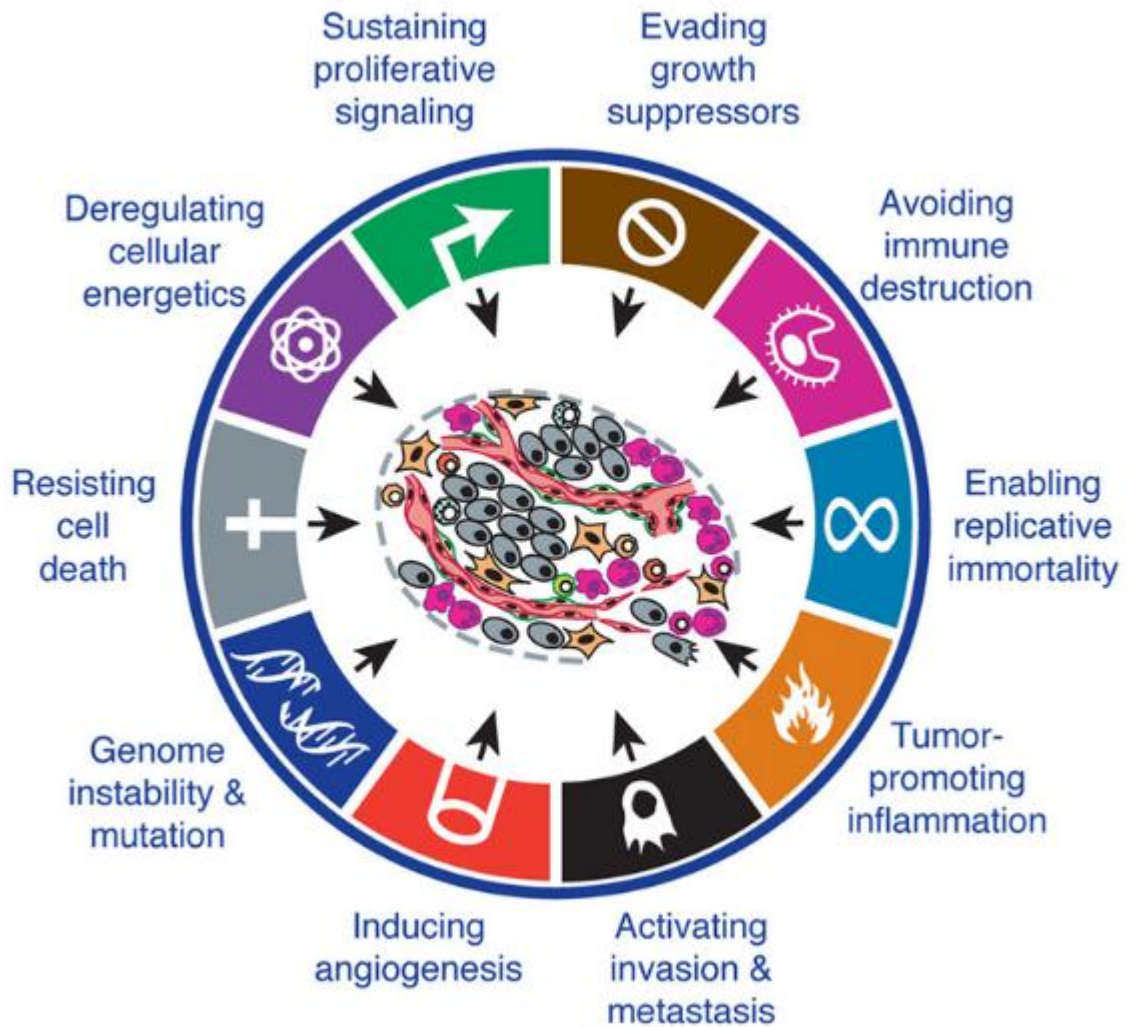 Sustaining
proliferative
signaling
Evading
growth
suppressors
Avoiding
immune
destruction
Enabling
replicative
immortality
Tumor-
promoting
inflammation
Activating
invasion &
metastasis
Inducing
angiogenesis
Genome
instability &
mutation
Resisting
cell
death
Deregulating
cellular
energetics